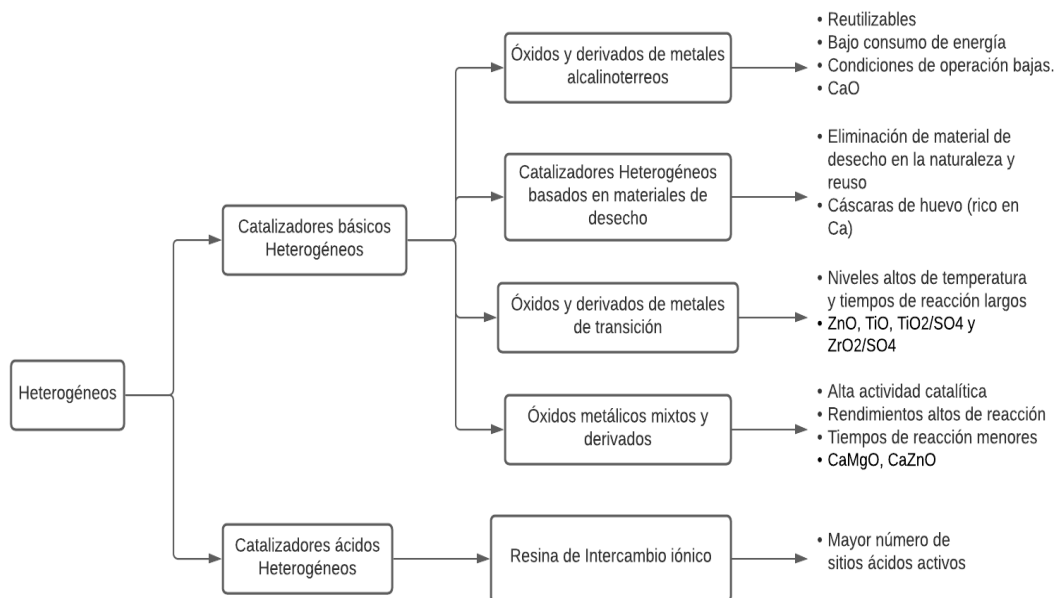 Heterogéneos
Catalizadores básicos
Heterogéneos
Óxidos y derivados de metales
alcalinoterreos
• Reutilizables
• Bajo consumo de energía
• Condiciones de operación bajas.
• CaO
Catalizadores Heterogéneos
basados en materiales de
desecho
• Eliminación de material de
desecho en la naturaleza y
reuso
• Cáscaras de huevo (rico en
Ca)
Óxidos y derivados de metales
de transición
• Niveles altos de temperatura
y tiempos de reacción largos
• ZnO, TiO, TiO2/SO4 y
ZrO2/SO4
Óxidos metálicos mixtos y
derivados
• Alta actividad catalítica
• Rendimientos altos de reacción
• Tiempos de reacción menores
• CaMgO, CaZnO
Catalizadores ácidos
Heterogéneos
Resina de Intercambio iónico
• Mayor número de
sitios ácidos activos